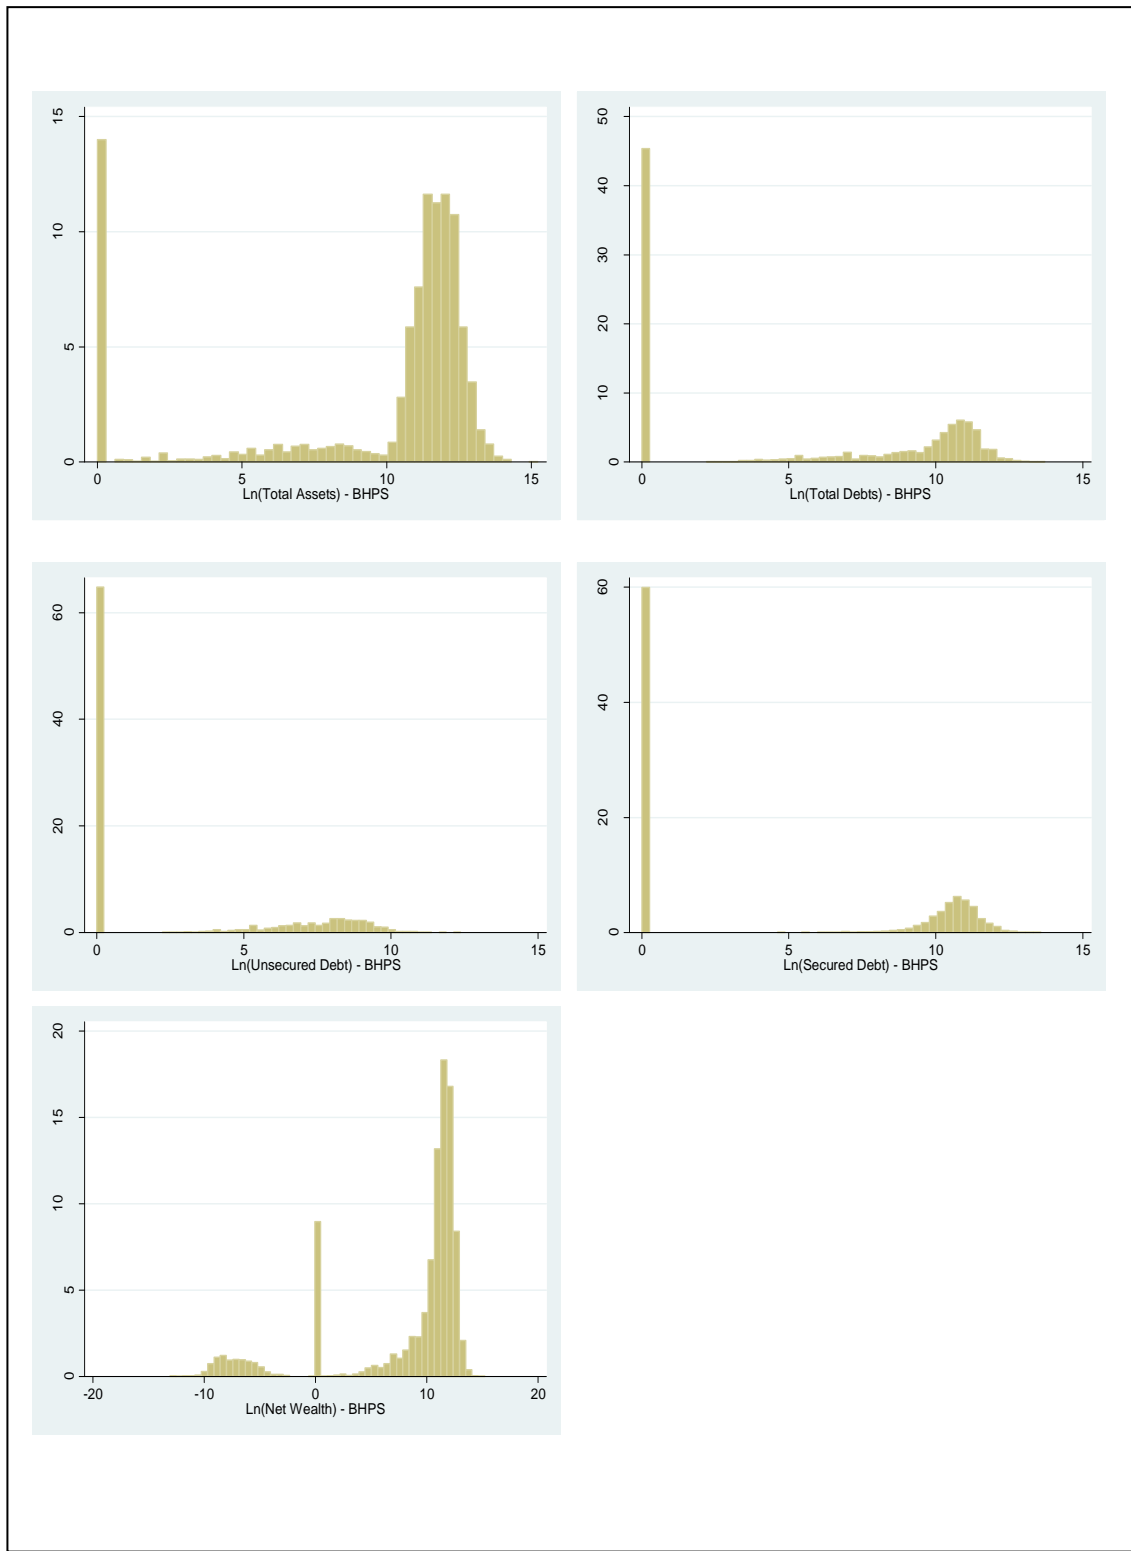 15
10
5
0
0 5 10 15
Ln(Total Assets) - BHPS
50
40
30
20
10
0
0 5 10 15
Ln(Total Debts) - BHPS
60
40
20
0
0 5 10 15
Ln(Unsecured Debt) - BHPS
60
40
20
0
0 5 10 15
Ln(Secured Debt) - BHPS
20
15
10
5
0
-20 -10 0 10 20
Ln(Net Wealth) - BHPS